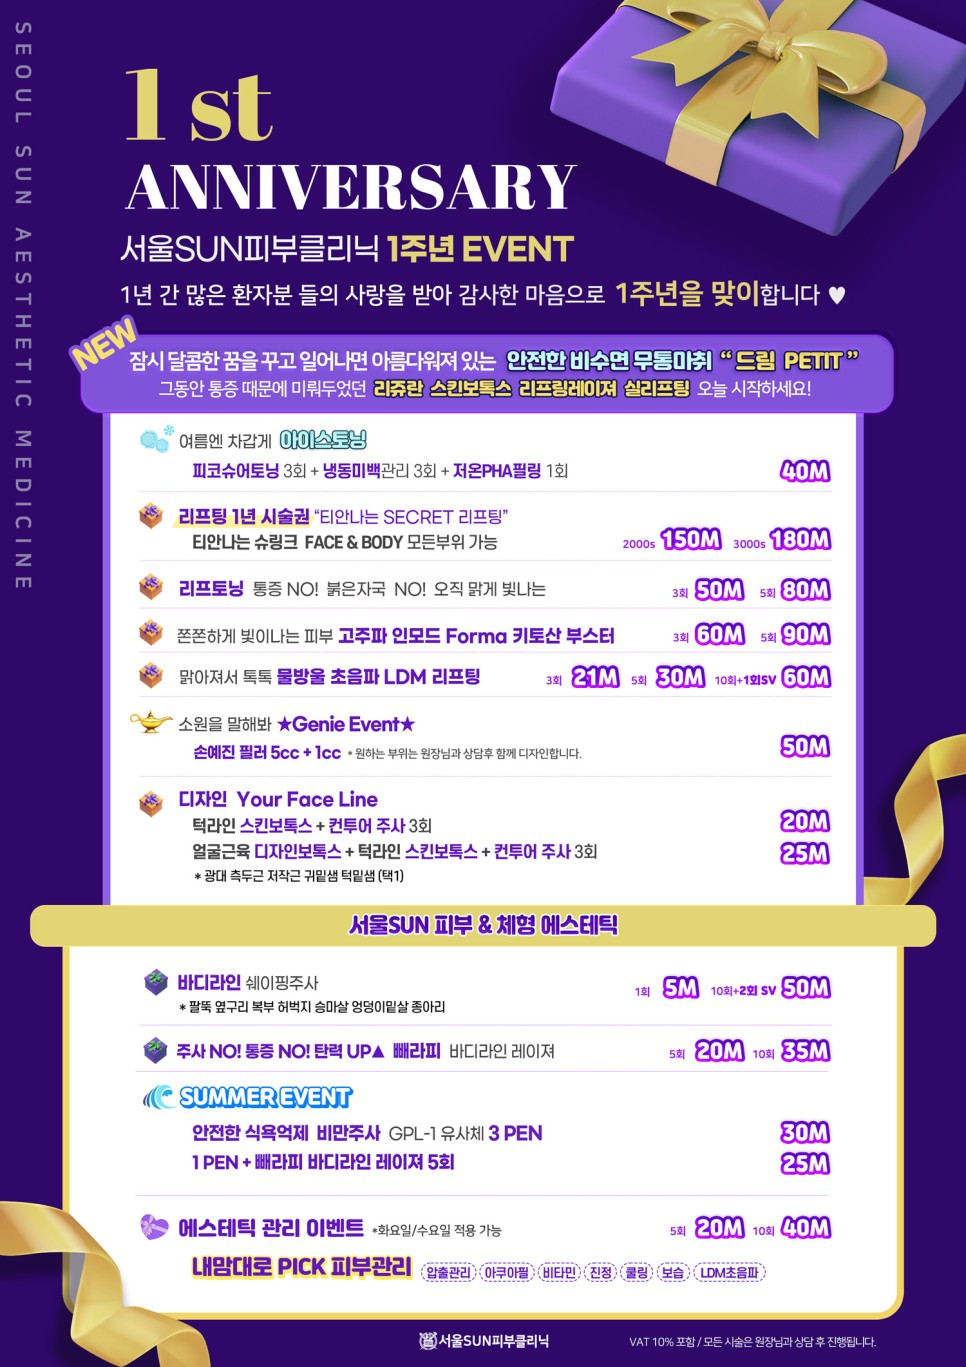 SEOUL SUN AESTHETIC MEDICINE
1 st
ANNIVERSARY
서울SUN피부클리닉 1주년 EVENT
1년 간 많은 환자분 들의 사랑을 받아 감사한 마음으로 1주년을 맞이합니다 ♥
NEW
잠시 달콤한 꿈을 꾸고 일어나면 아름다워져 있는 안전한 비수면 무통마취 “ 드림 PETIT ”
그동안 통증 때문에 미뤄두었던 리쥬란 스킨보톡스 리프팅레이져 실리프팅 오늘 시작하세요!
여름엔 차갑게 아이스토닝
피코슈어토닝 3회 + 냉동미백관리 3회 + 저온PHA필링 1회 40M
리프팅 1년 시술권 “티안나는 SECRET 리프팅”
티안나는 슈링크 FACE & BODY 모든부위 가능 2000s 150M 3000s 180M
리프토닝 통증 NO! 붉은자국 NO! 오직 맑게 빛나는 3회 50M 5회 80M
쫀쫀하게 빛이나는 피부 고주파 인모드 Forma 키토산 부스터 3회 60M 5회 90M
맑아져서 톡톡 물방울 초음파 LDM 리프팅 3회 21M 5회 30M 10회+1회SV 60M
소원을 말해봐 ★Genie Event★
손예진 필러 5cc + 1cc * 원하는 부위는 원장님과 상담후 함께 디자인합니다. 50M
디자인 Your Face Line
턱라인 스킨보톡스 + 컨투어 주사 3회 20M
얼굴근육 디자인보톡스 + 턱라인 스킨보톡스 + 컨투어 주사 3회 25M
* 광대 측두근 저작근 귀밑샘 턱밑샘 (택1)
서울SUN 피부 & 체형 에스테틱
바디라인 쉐이핑주사 1회 5M 10회+2회 SV 50M
* 팔뚝 옆구리 복부 허벅지 승마살 엉덩이밑살 종아리
주사 NO! 통증 NO! 탄력 UP▲ 빼라피 바디라인 레이져 5회 20M 10회 35M
SUMMER EVENT
안전한 식욕억제 비만주사 GPL-1 유사체 3 PEN 30M
1 PEN + 빼라피 바디라인 레이져 5회 25M
에스테틱 관리 이벤트 *화요일/수요일 적용 가능 5회 20M 10회 40M
내맘대로 PICK 피부관리 압출관리 아쿠아필 비타민 진정 쿨링 보습 LDM초음파
서울SUN피부클리닉 VAT 10% 포함 / 모든 시술은 원장님과 상담 후 진행됩니다.